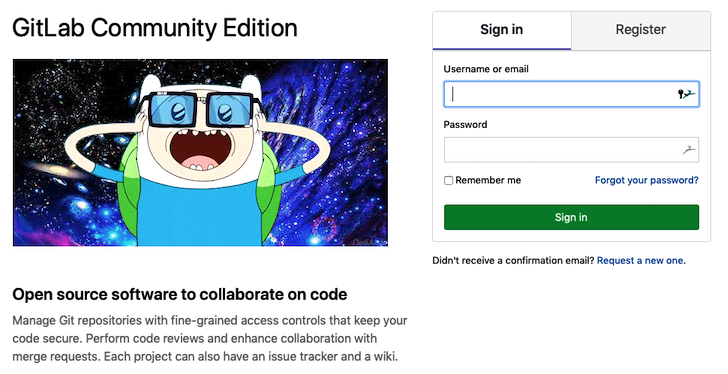 GitLab Community Edition
Sign in
Register
Username or email
Password
Remember me
Forgot your password?
Sign in
Didn't receive a confirmation email? Request a new one.
Open source software to collaborate on code
Manage Git repositories with fine-grained access controls that keep your
code secure. Perform code reviews and enhance collaboration with
merge requests. Each project can also have an issue tracker and a wiki.